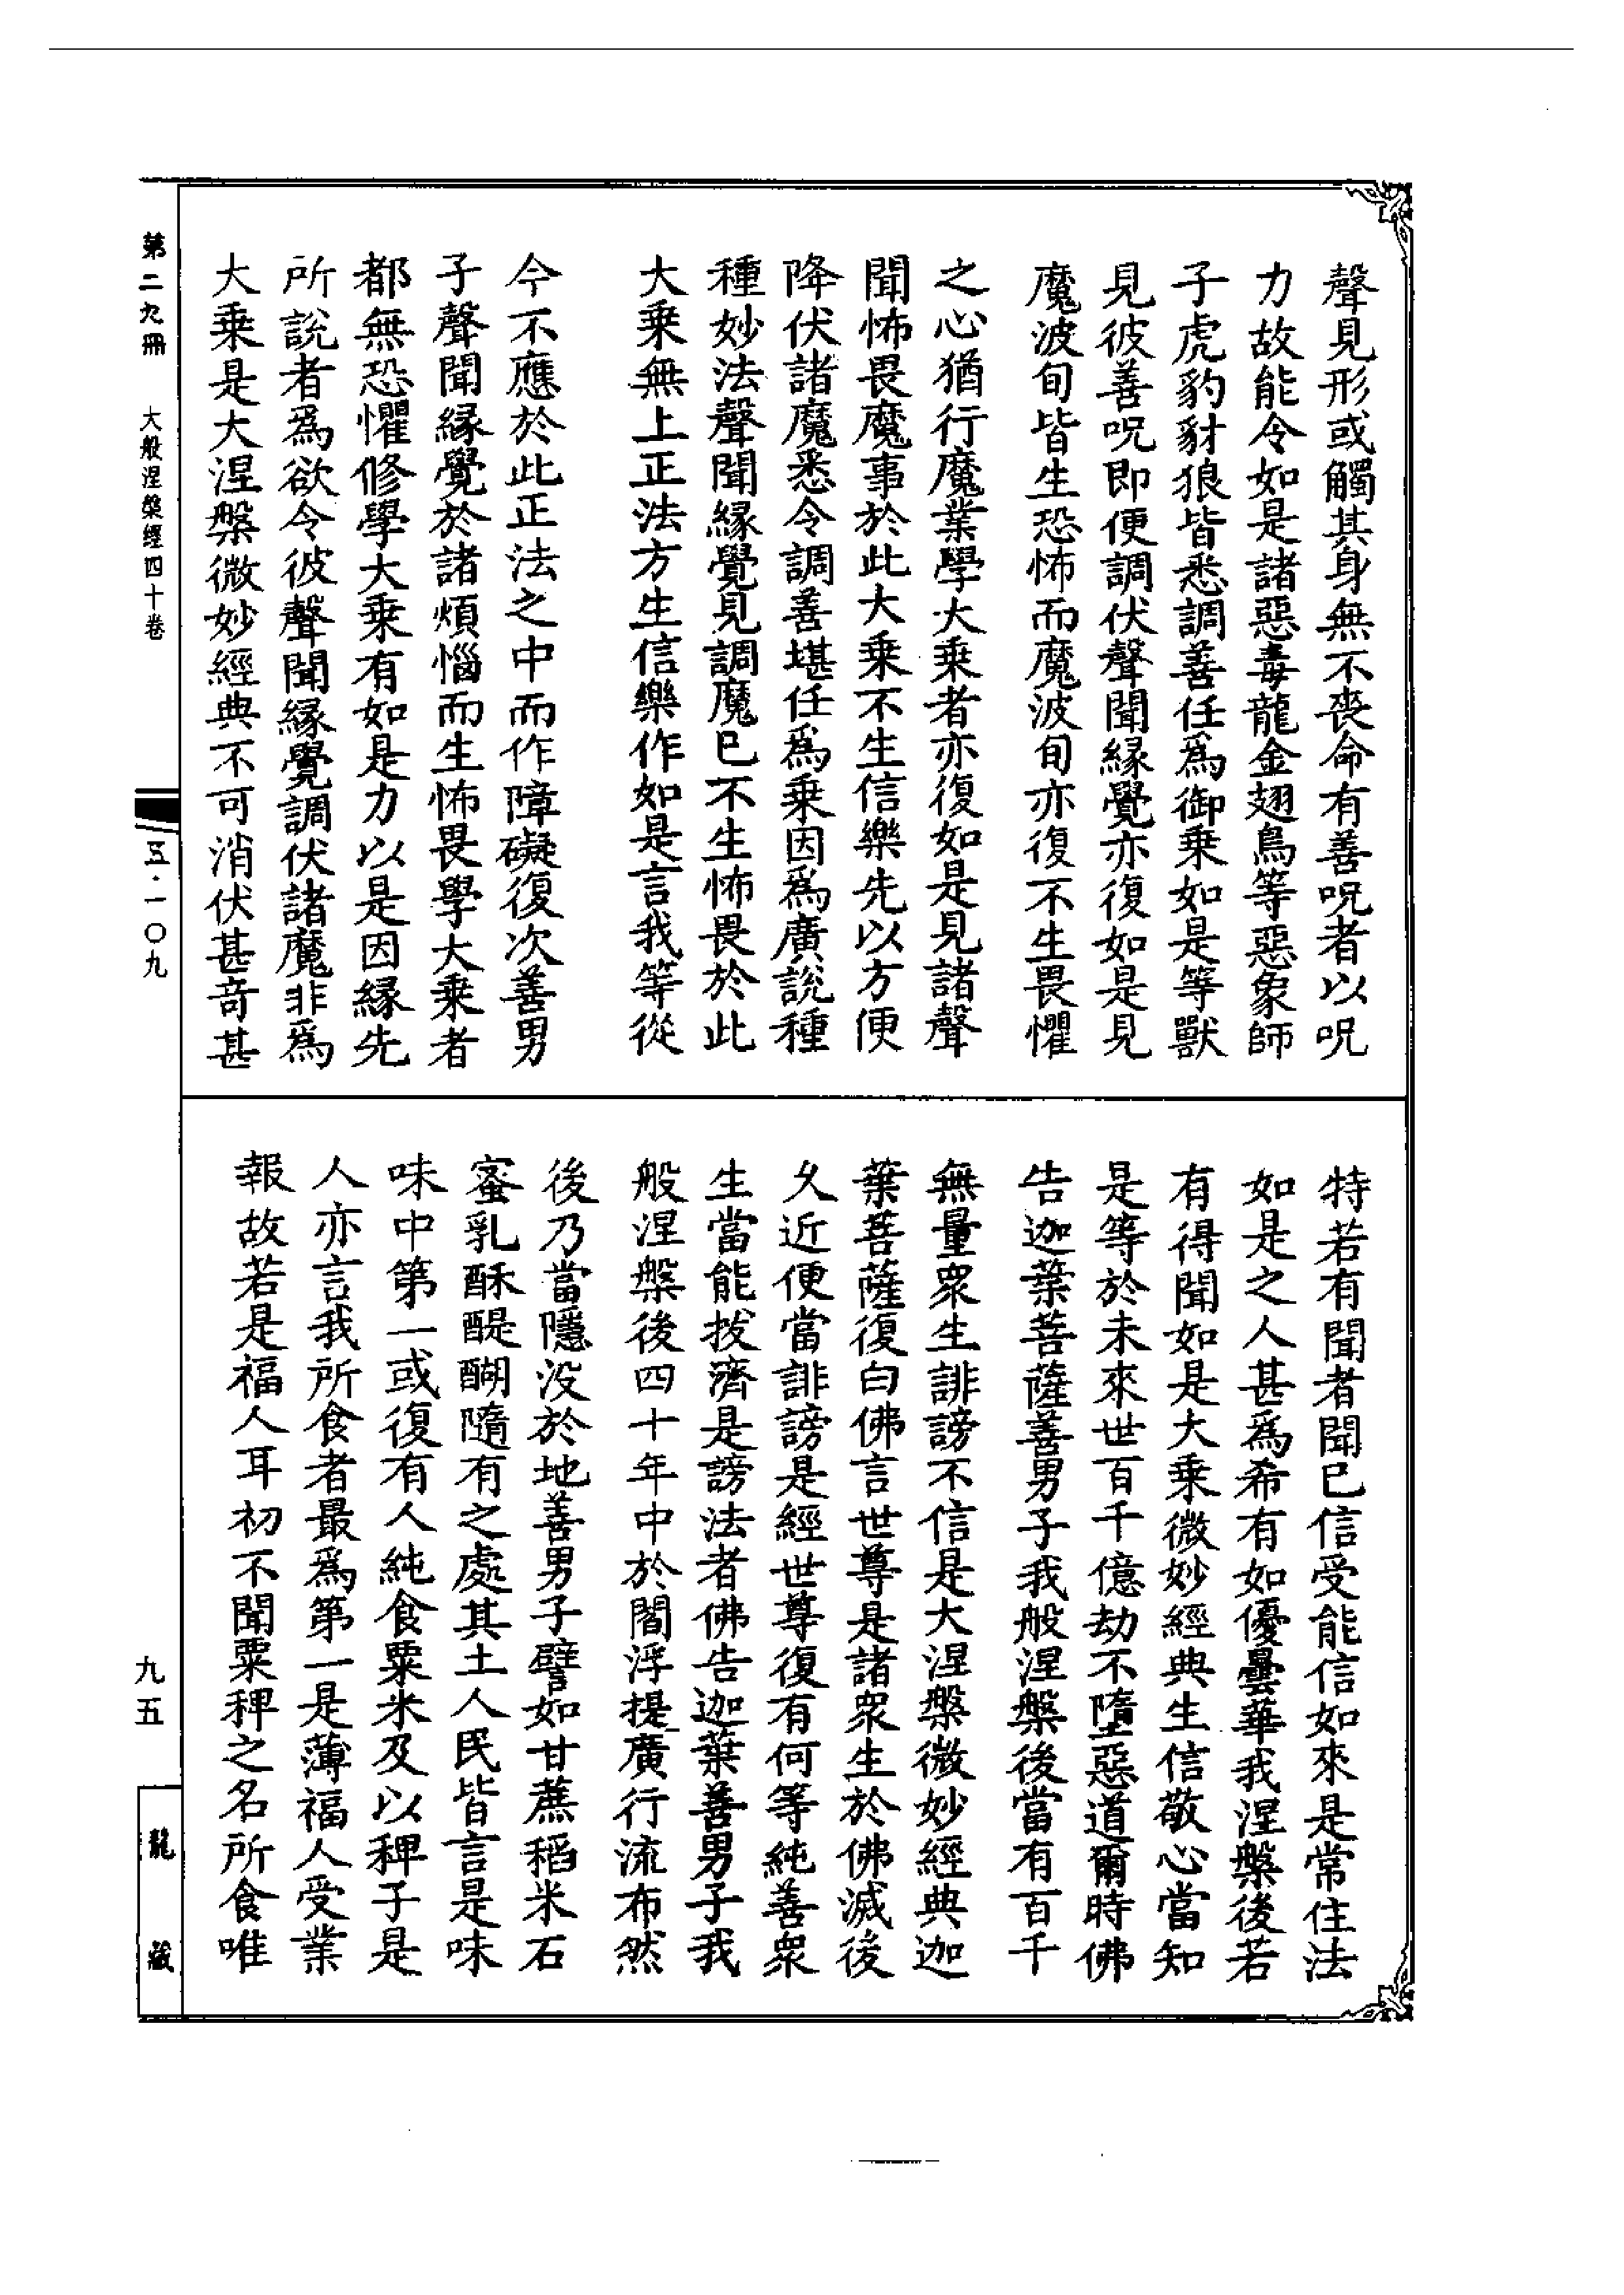 聲見形或觸其身無不喪命有善呪者以呪
力故能令如是諸惡毒龍金翅鳥等惡象師
子虎豹豺狼皆悉調善任爲御乗如是等獸
見彼善呪即便調伏聲聞縁覺亦復如是見
魔波旬皆生恐怖而魔波旬亦復不生畏懼
之心猶行魔業學大乗者亦復如是見諸聲
聞怖畏魔事於此大乗不生信樂先以方便
降伏諸魔悉令調善堪任爲乗因爲廣説種
種妙法聲聞縁覺見調魔已不生怖畏於此
大乗無上正法方生信樂作如是言我等從
今不應於此正法之中而作障礙復次善男
子聲聞縁覺於諸煩惱而生怖畏學大乗者
都無恐懼修學大乗有如是力以是因縁先
所説者爲欲令彼聲聞縁覺調伏諸魔非爲
大乗是大涅槃微妙經典不可消伏甚奇甚
特若有聞者聞已信受能信如來是常住法
如是之人甚爲希有如優曇華我涅槃後若
有得聞如是大乗微妙經典生信敬心當知
是等於未來世百千億劫不墮惡道爾時佛
告迦葉菩薩善男子我般涅槃後當有百千
無量衆生誹謗不信是大涅槃微妙經典迦
葉菩薩復白佛言世尊是諸衆生於佛滅後
乆近便當誹謗是經世尊復有何等純善衆
生當能拔濟是謗法者佛告迦葉善男子我
般涅槃後四十年中於閻浮提廣行流布然
後乃當隱沒於地善男子譬如甘蔗稻米石
蜜乳酥醍醐隨有之處其土人民皆言是味
味中第一或復有人純食粟米及以稗子是
人亦言我所食者最爲第一是薄福人受業
報故若是福人耳初不聞粟稗之名所食唯
第二九冊 大般涅槃經四十卷
五·一〇九
九五
龍藏